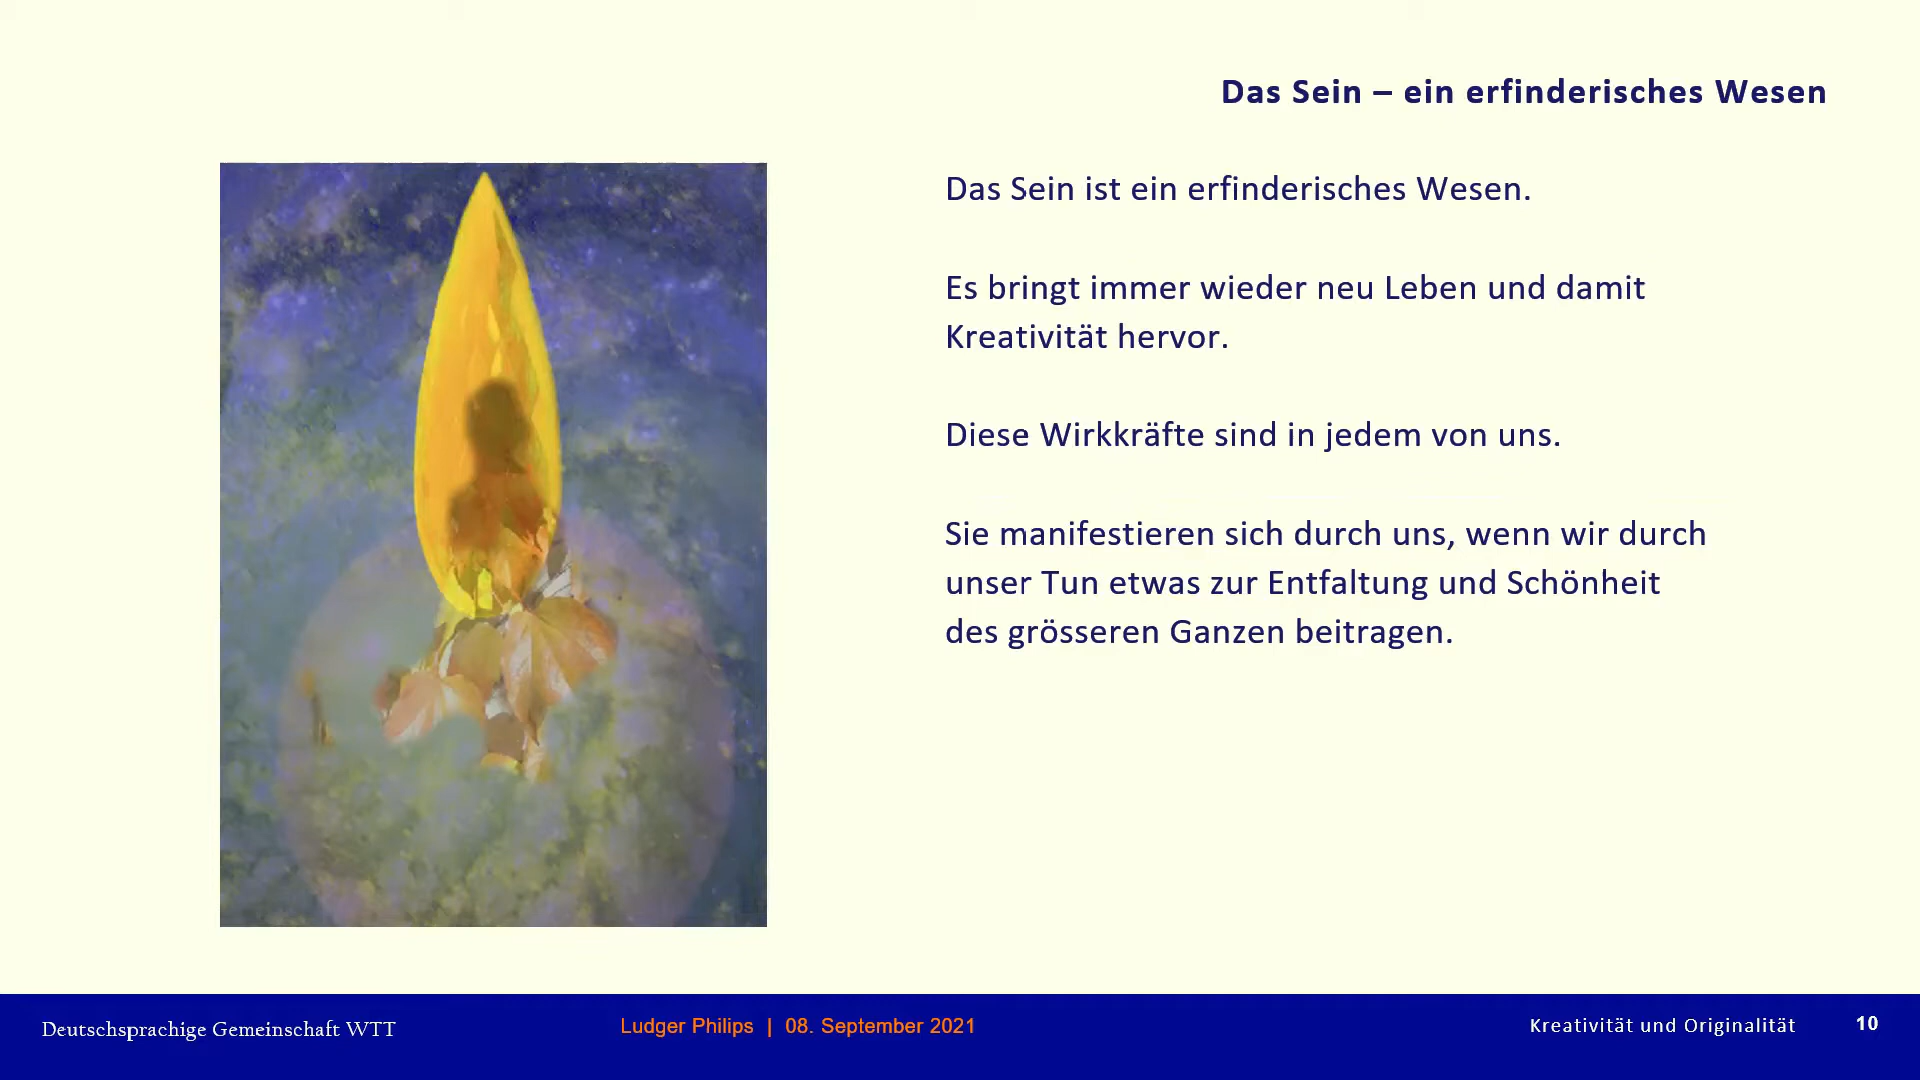 Das Sein – ein erfinderisches Wesen
Das Sein ist ein erfinderisches Wesen.
Es bringt immer wieder neu Leben und damit
Kreativität hervor.
Diese Wirkkräfte sind in jedem von uns.
Sie manifestieren sich durch uns, wenn wir durch
unser Tun etwas zur Entfaltung und Schönheit
des grösseren Ganzen beitragen.
Deutschsprachige Gemeinschaft WTT
Ludger Philips | 08. September 2021
Kreativität und Originalität
10